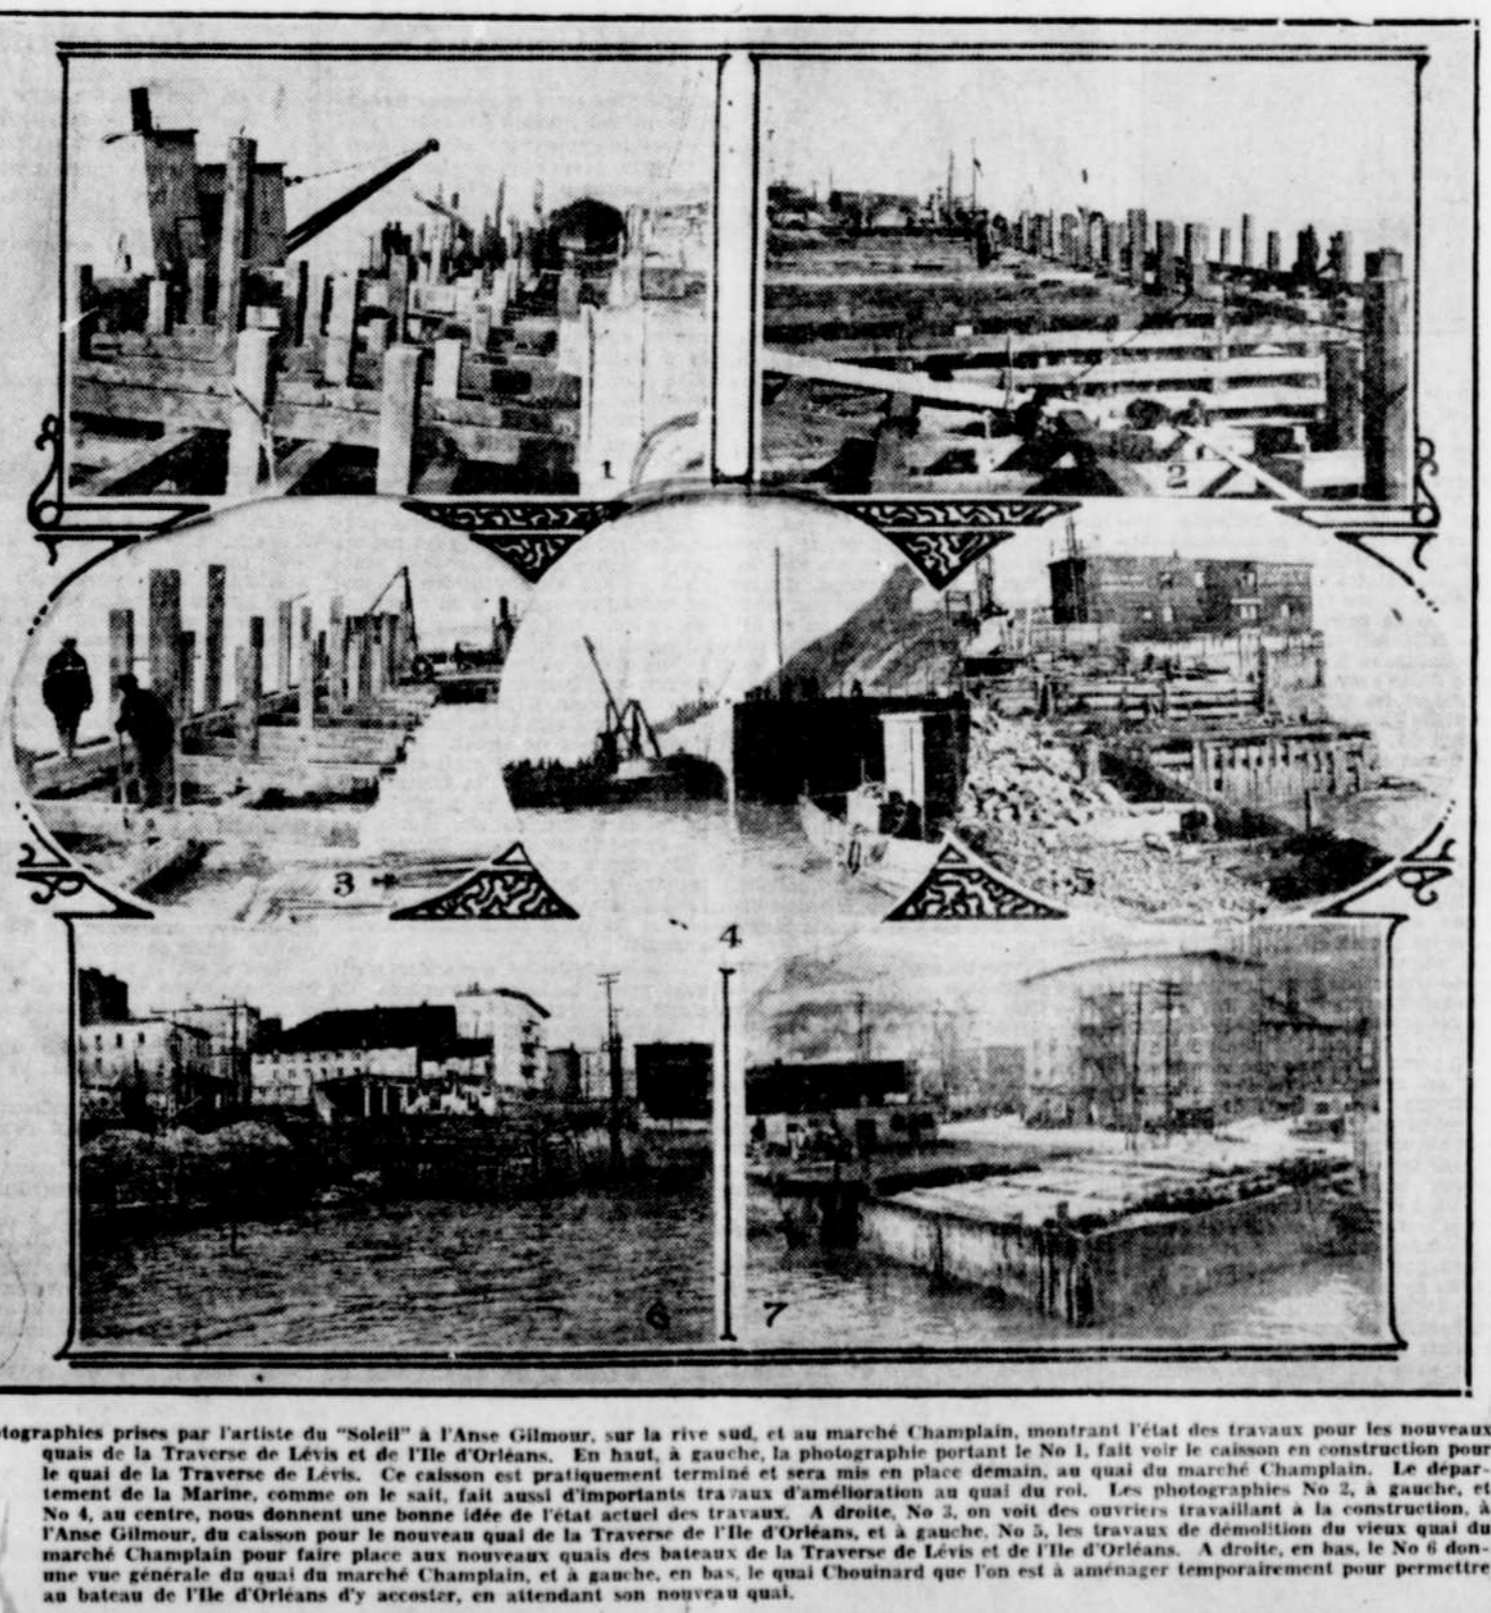 1
2
3
4
5
6
7
tographies prises par l'artiste du "Soleil" à l'Anse Gilmour, sur la rive sud, et au marché Champlain, montrant l'état des travaux pour les nouveaux
quais de la Traverse de Lévis et de l'Ile d'Orléans. En haut, à gauche, la photographie portant le No 1, fait voir le caisson en construction pour
le quai de la Traverse de Lévis. Ce caisson est pratiquement terminé et sera mis en place demain, au quai du marché Champlain. Le dépar-
tement de la Marine, comme on le sait, fait aussi d'importants travaux d'amélioration au quai du roi. Les photographies No 2, à gauche, et
No 4, au centre, nous donnent une bonne idée de l'état actuel des travaux. A droite, No 3, on voit des ouvriers travaillant à la construction, à
l'Anse Gilmour, du caisson pour le nouveau quai de la Traverse de l'Ile d'Orléans, et à gauche, No 5, les travaux de démolition du vieux quai du
marché Champlain pour faire place aux nouveaux quais des bateaux de la Traverse de Lévis et de l'Ile d'Orléans. A droite, en bas, le No 6 don-
une vue générale du quai du marché Champlain, et à gauche, en bas, le quai Chouinard que l'on est à aménager temporairement pour permettre
au bateau de l'Ile d'Orléans d'y accoster, en attendant son nouveau quai.